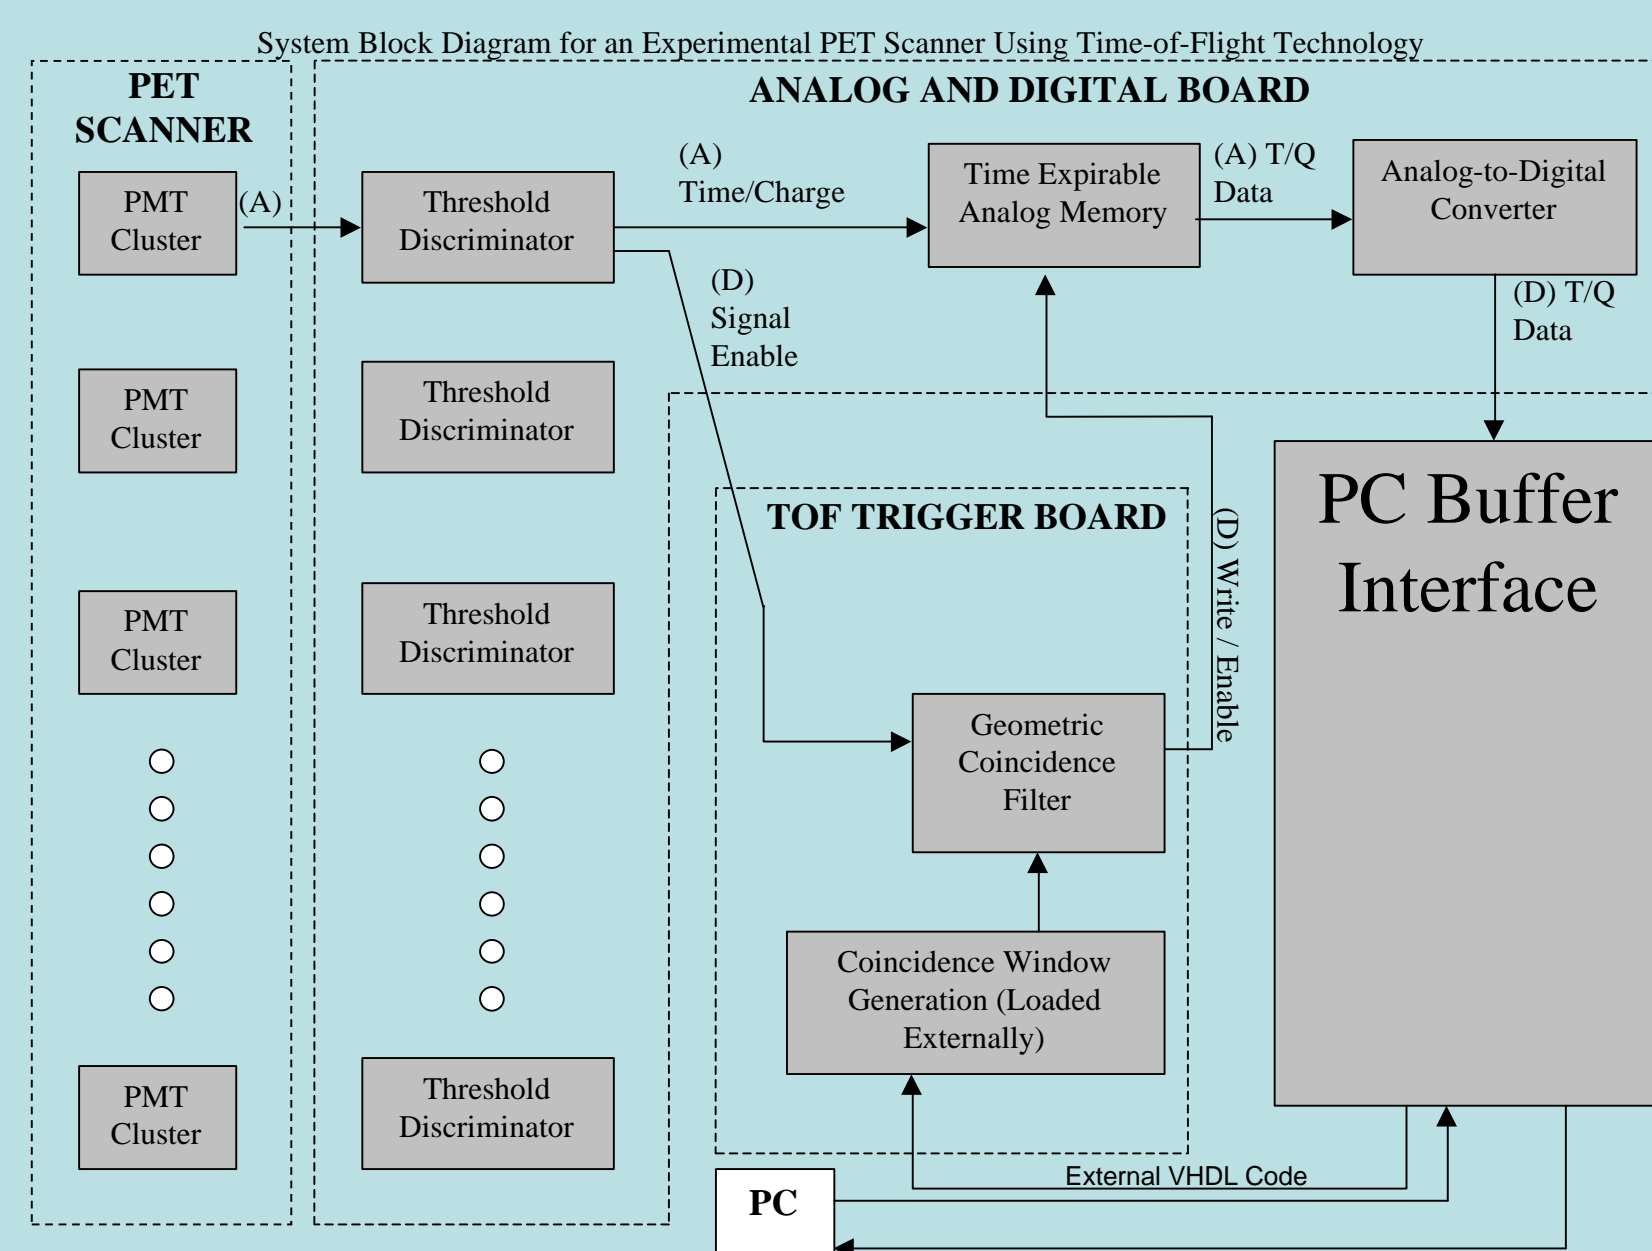 System Block Diagram for an Experimental PET Scanner Using Time-of-Flight Technology
PET
SCANNER
ANALOG AND DIGITAL BOARD
PMT
Cluster
(A)
Threshold
Discriminator
(A)
Time/Charge
Time Expirable
Analog Memory
(A) T/Q
Data
Analog-to-Digital
Converter
(D)
Signal
Enable
(D) T/Q
Data
PMT
Cluster
Threshold
Discriminator
TOF TRIGGER BOARD
(D) Write / Enable
PC Buffer
Interface
PMT
Cluster
Threshold
Discriminator
Geometric
Coincidence
Filter
Coincidence Window
Generation (Loaded
Externally)
PMT
Cluster
Threshold
Discriminator
External VHDL Code
PC